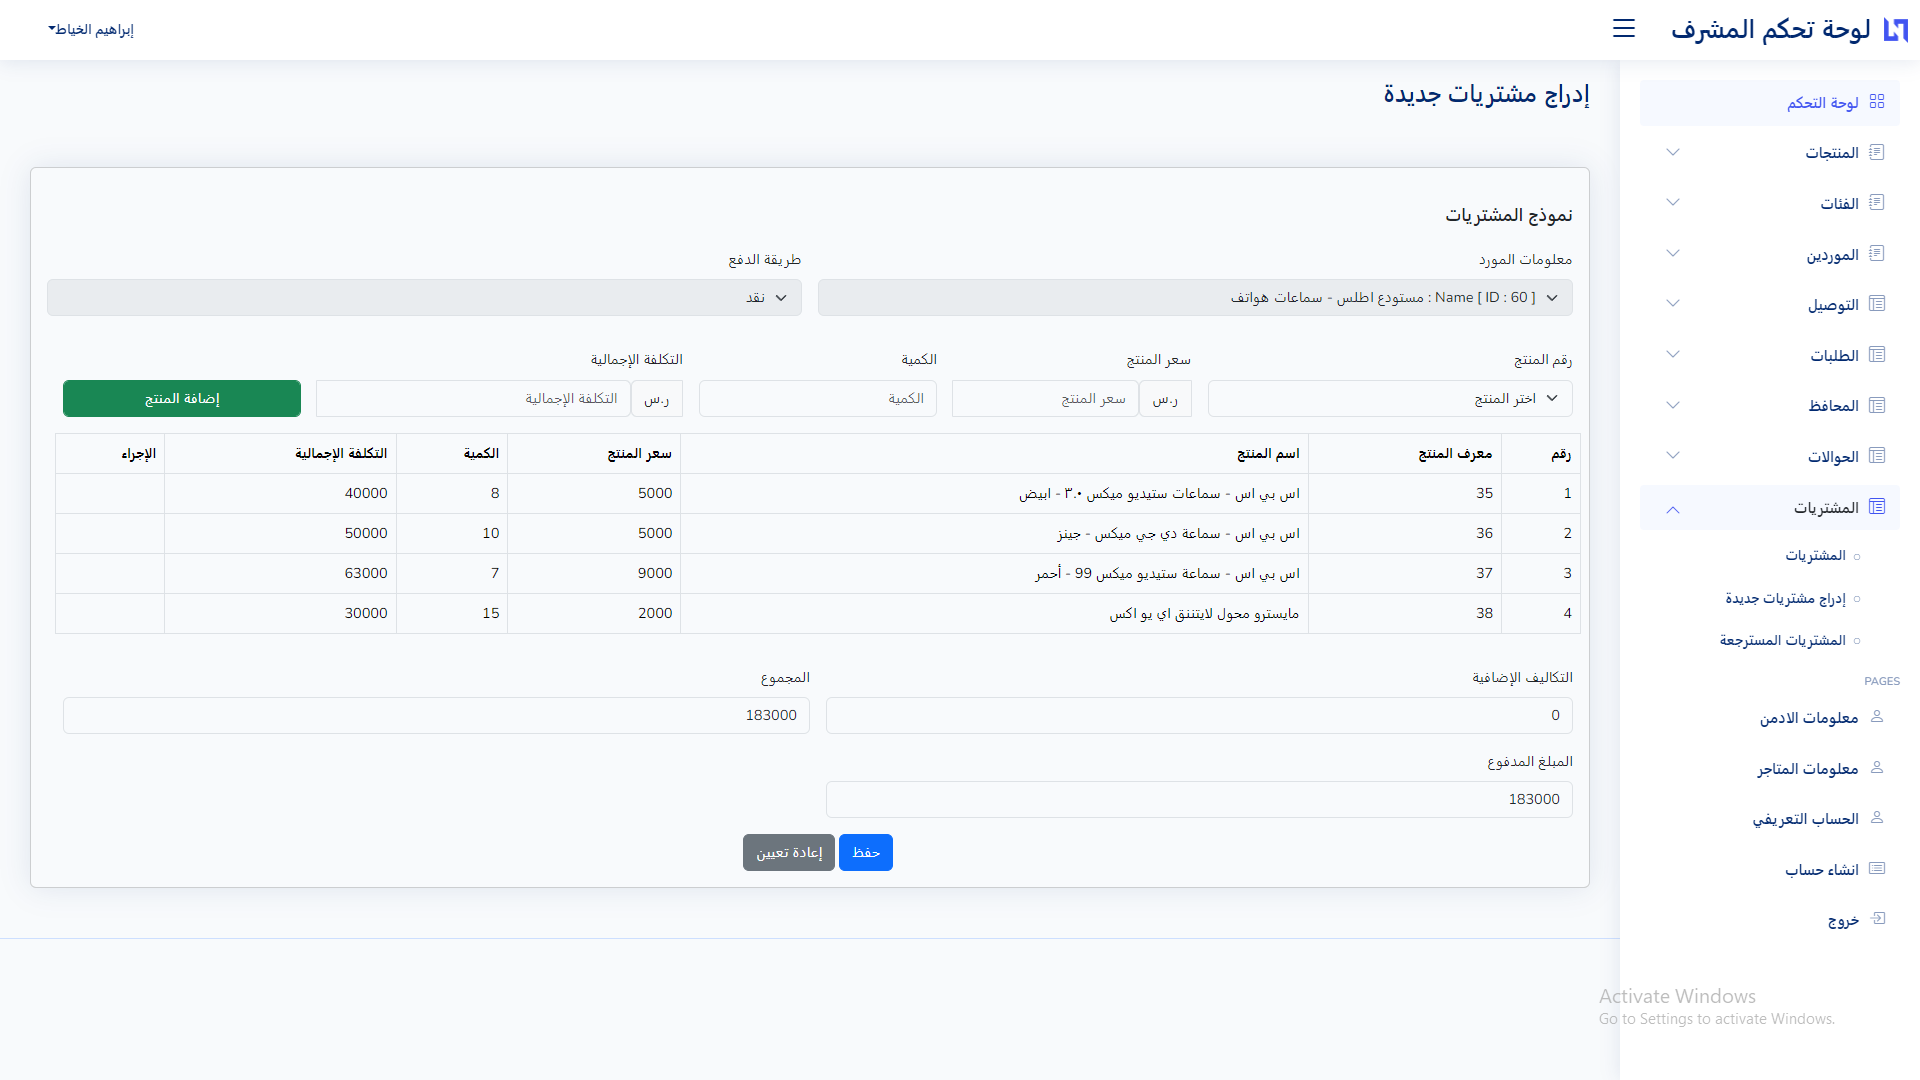 لوحة تحكم المشرف
إبراهيم الخياط
لوحة التحكم
المنتجات
الفئات
الموردين
التوصيل
الطلبات
المحافظ
الحوالات
المشتريات
المشتريات
إدراج مشتريات جديدة
المشتريات المسترجعة
PAGES
معلومات الادمن
معلومات المتاجر
الحساب التعريفي
انشاء حساب
خروج
إدراج مشتريات جديدة
نموذج المشتريات
معلومات المورد
طريقة الدفع
[ ID : 60 ] Name : مستودع اطلس - سماعات هواتف
نقد
رقم المنتج
سعر المنتج
الكمية
التكلفة الإجمالية
اختر المنتج
ر.س
سعر المنتج
الكمية
ر.س
التكلفة الإجمالية
إضافة المنتج
رقم معرف المنتج اسم المنتج سعر المنتج الكمية التكلفة الإجمالية الإجراء
1 35 اس بي اس - سماعات ستيديو ميكس ٣.٠ - ابيض 5000 8 40000
2 36 اس بي اس - سماعة دي جي ميكس - جينز 5000 10 50000
3 37 اس بي اس - سماعة ستيديو ميكس 99 - أحمر 9000 7 63000
4 38 مايسترو محول لايتننق اي يو اكس 2000 15 30000
التكاليف الإضافية
المجموع
0
183000
المبلغ المدفوع
183000
حفظ
إعادة تعيين
Activate Windows
Go to Settings to activate Windows.